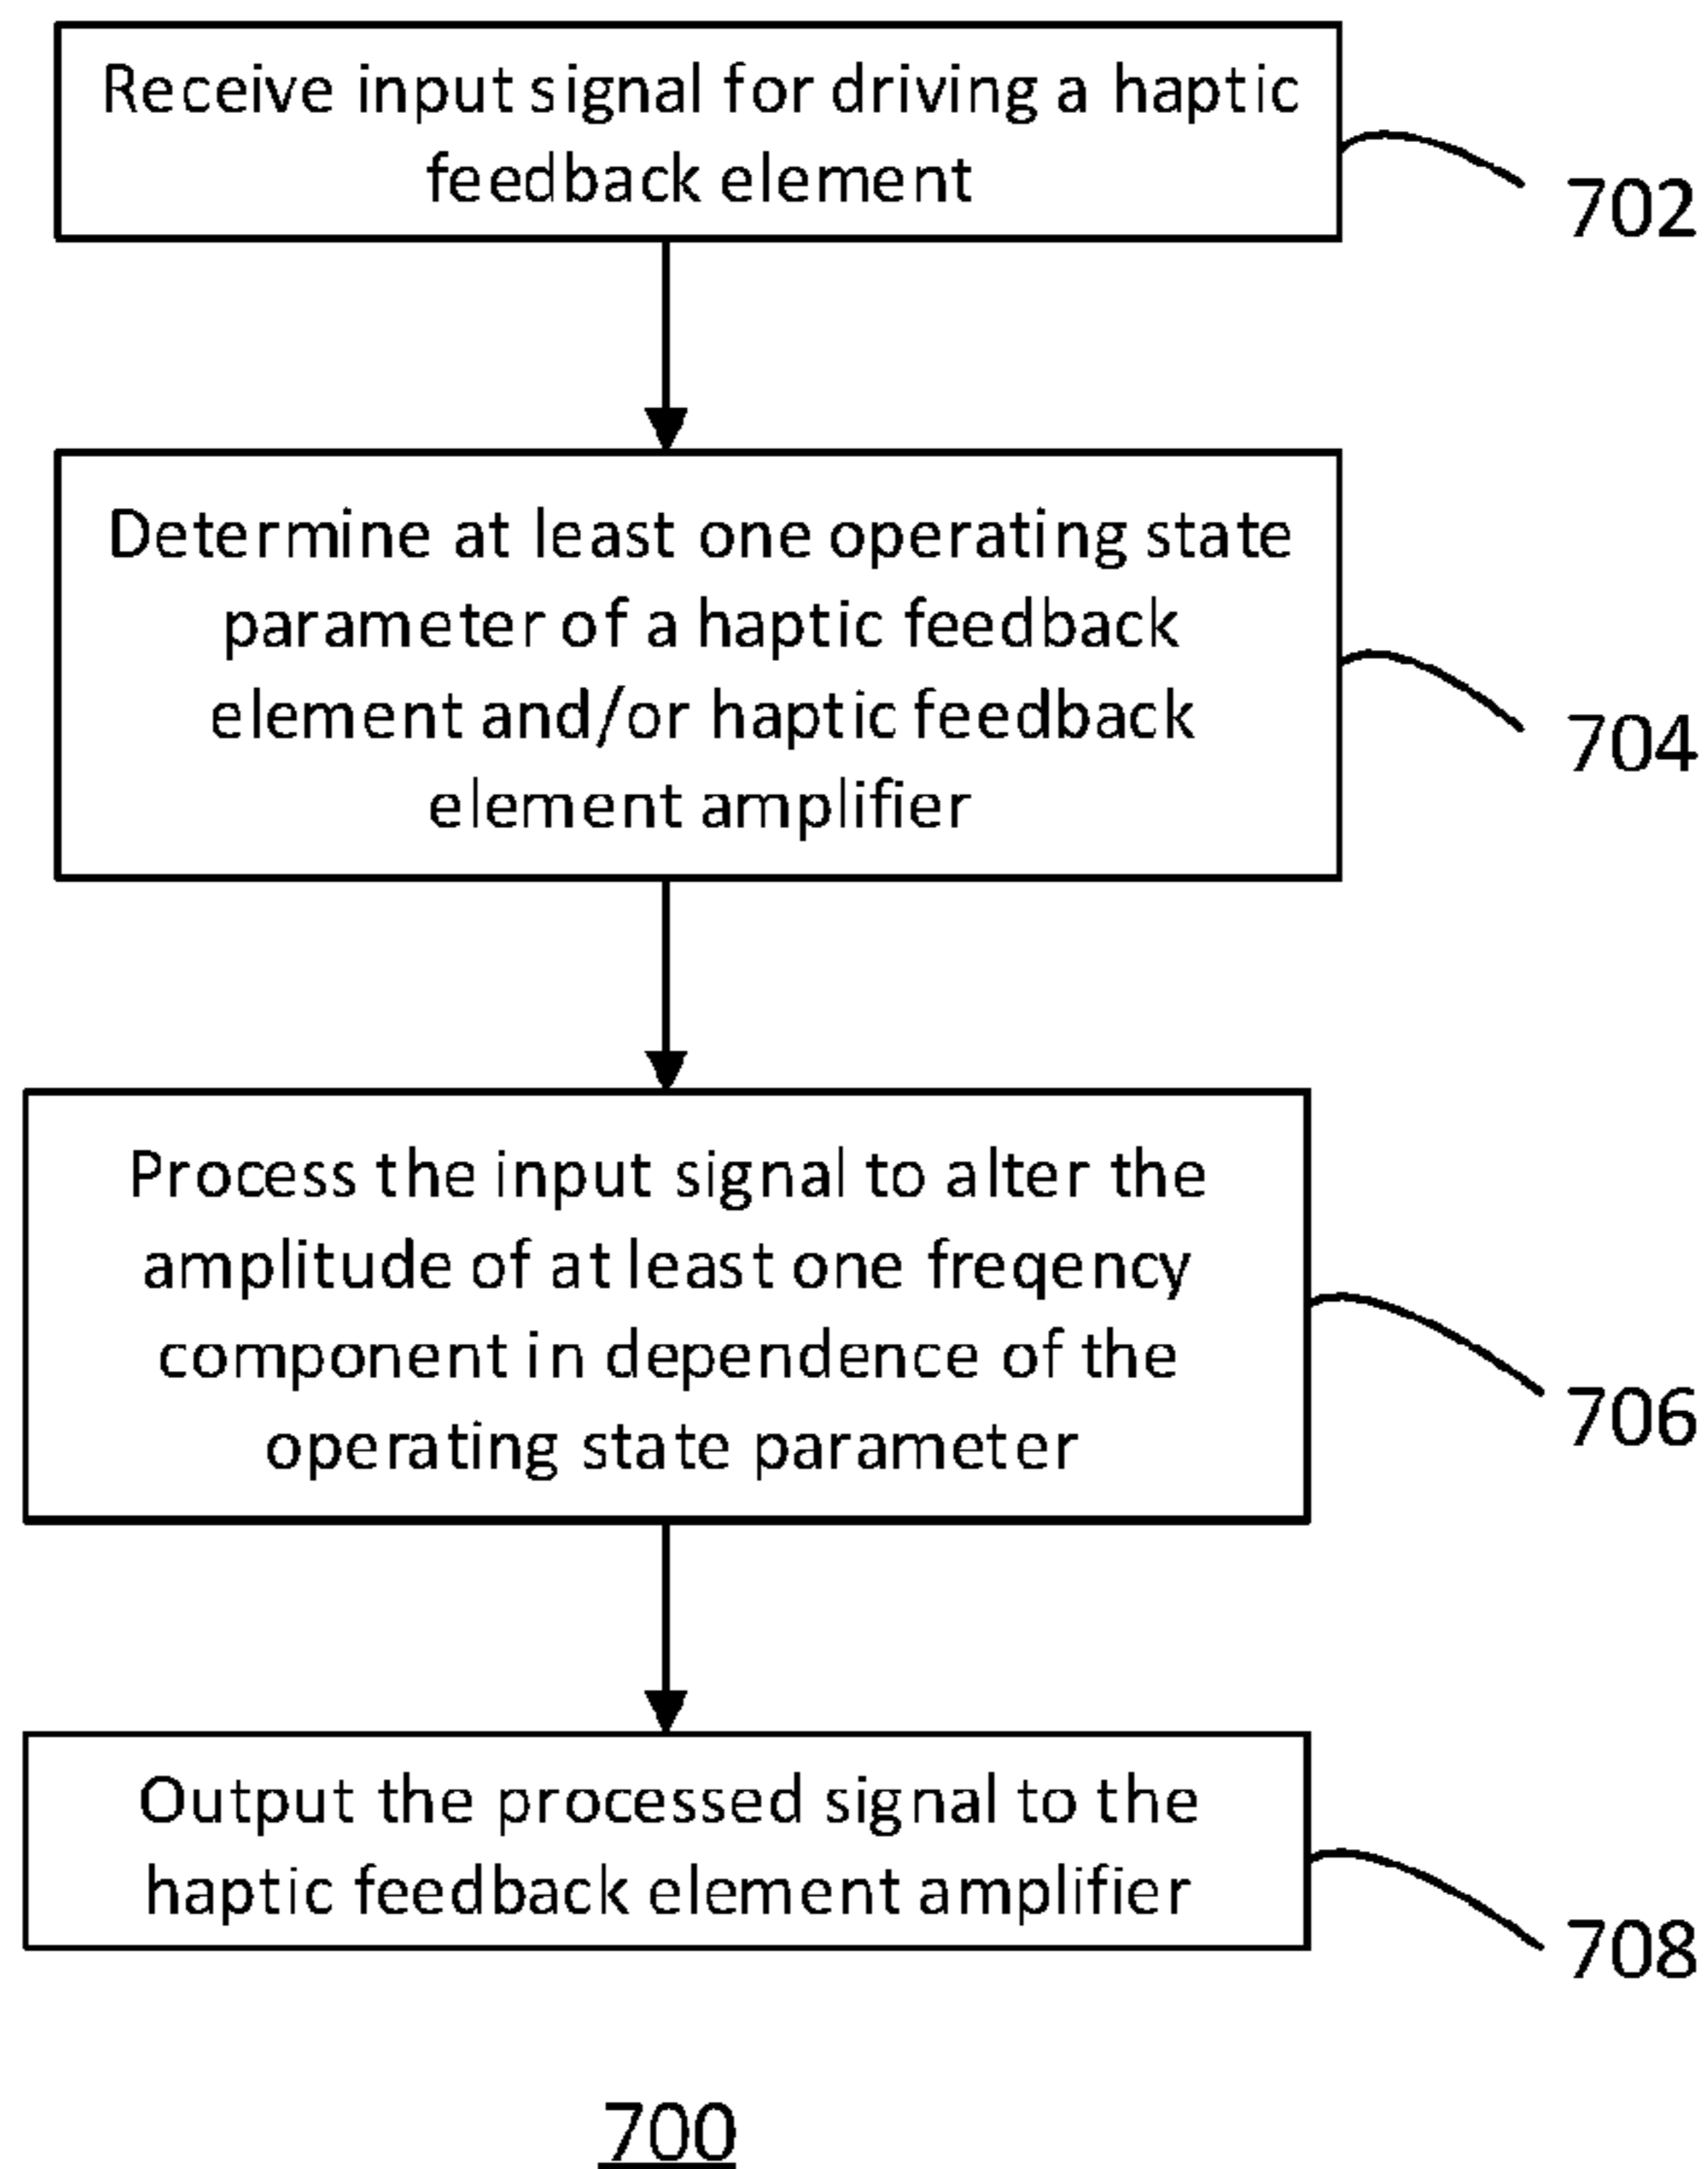 Receive input signal for driving a haptic
feedback element
702
Determine at least one operating state
parameter of a haptic feedback
element and/or haptic feedback
element amplifier
704
Process the input signal to alter the
amplitude of at least one freqency
component in dependence of the
operating state parameter
706
Output the processed signal to the
haptic feedback element amplifier
708
700